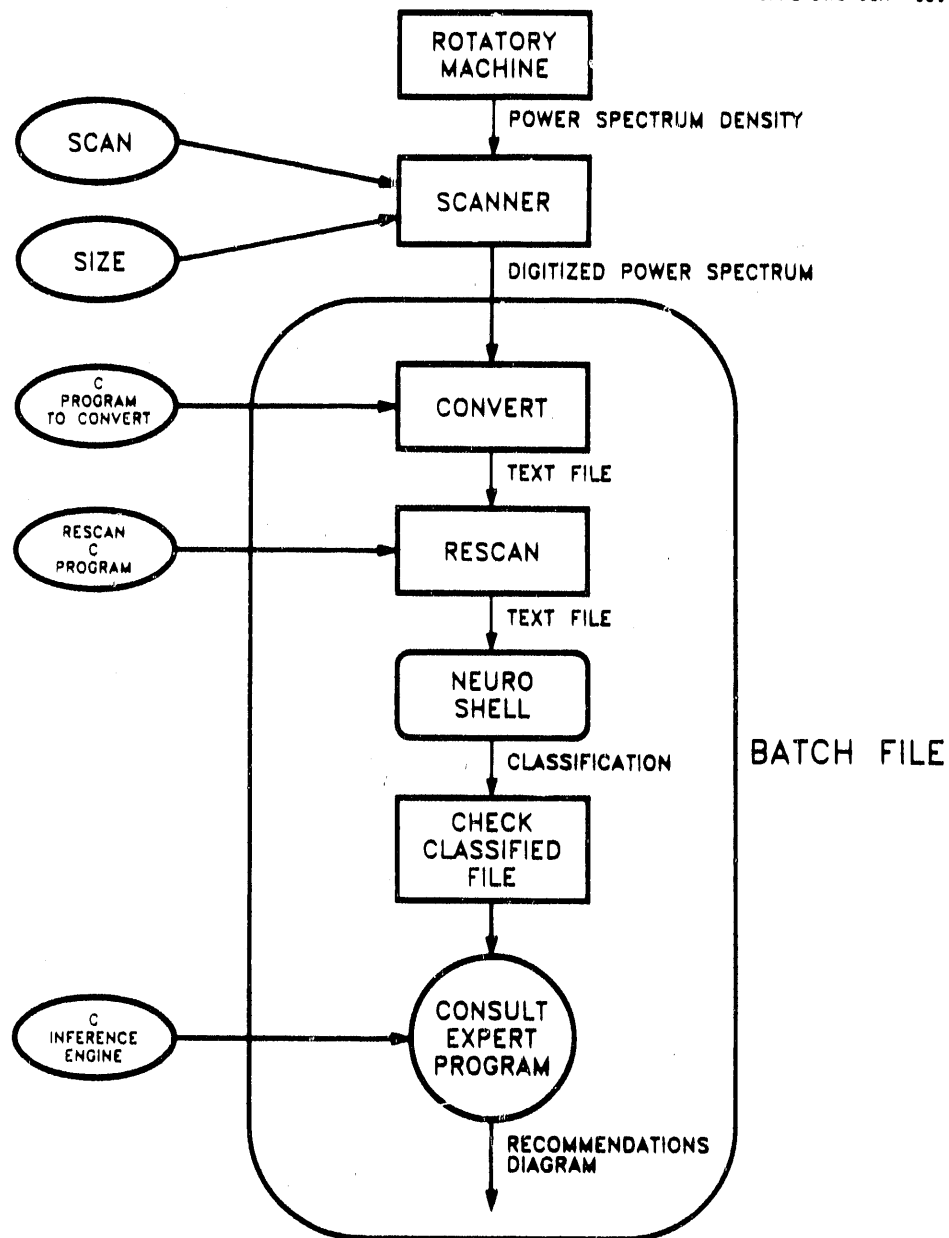 ROTATORY
MACHINE
POWER SPECTRUM DENSITY
SCAN
SCANNER
SIZE
DIGITIZED POWER SPECTRUM
C
PROGRAM
TO CONVERT
CONVERT
TEXT FILE
RESCAN
C
PROGRAM
RESCAN
TEXT FILE
NEURO
SHELL
BATCH FILE
CLASSIFICATION
CHECK
CLASSIFIED
FILE
C
INFERENCE
ENGINE
CONSULT
EXPERT
PROGRAM
RECOMMENDATIONS
DIAGRAM